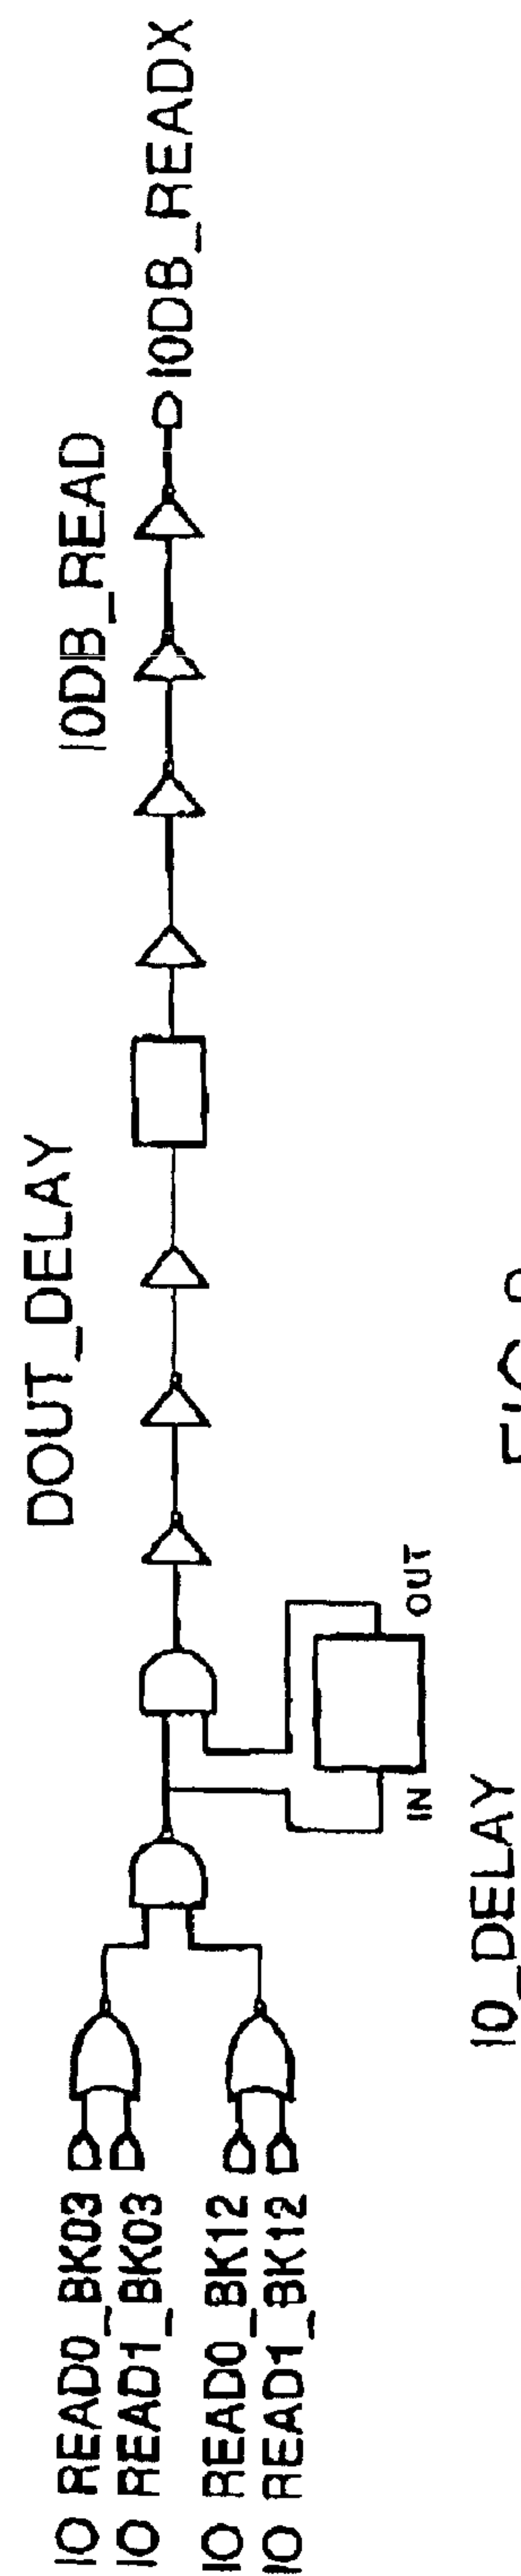 IO READ0_BK03
IO READ1_BK03
IO READ0_BK12
IO READ1_BK12
IO_DELAY
IN
OUT
DOUT_DELAY
IODB_READ
IODB_READX